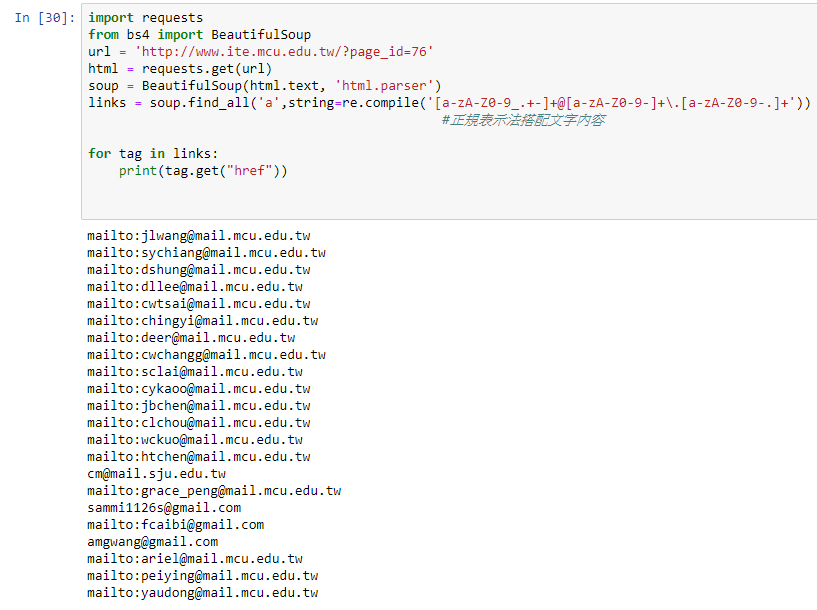 In [30]: import requests
from bs4 import BeautifulSoup
url = 'http://www.ite.mcu.edu.tw/?page_id=76'
html = requests.get(url)
soup = BeautifulSoup(html.text, 'html.parser')
links = soup.find_all('a',string=re.compile('[a-zA-Z0-9_.+-]+@[a-zA-Z0-9-]+\.[a-zA-Z0-9-.]+'))
#正規表示法搭配文字內容
for tag in links:
    print(tag.get("href"))
mailto:jlwang@mail.mcu.edu.tw
mailto:sychiang@mail.mcu.edu.tw
mailto:dshung@mail.mcu.edu.tw
mailto:dllee@mail.mcu.edu.tw
mailto:cwtsai@mail.mcu.edu.tw
mailto:chingyi@mail.mcu.edu.tw
mailto:deer@mail.mcu.edu.tw
mailto:cwchangg@mail.mcu.edu.tw
mailto:sclai@mail.mcu.edu.tw
mailto:cykaoo@mail.mcu.edu.tw
mailto:jbchen@mail.mcu.edu.tw
mailto:clchou@mail.mcu.edu.tw
mailto:wckuo@mail.mcu.edu.tw
mailto:htchen@mail.mcu.edu.tw
cm@mail.sju.edu.tw
mailto:grace_peng@mail.mcu.edu.tw
sammi1126s@gmail.com
mailto:fcaibi@gmail.com
amgwang@gmail.com
mailto:ariel@mail.mcu.edu.tw
mailto:peiying@mail.mcu.edu.tw
mailto:yaudong@mail.mcu.edu.tw